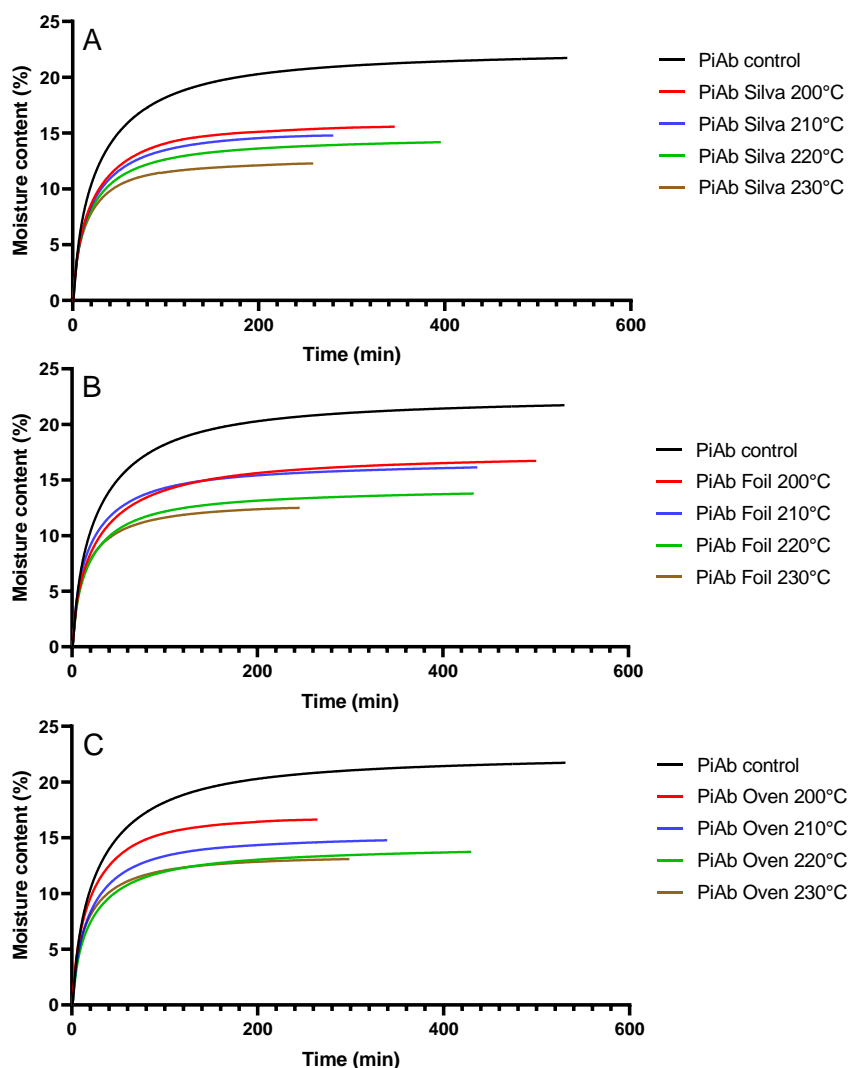 A
25
20
15
10
5
0
Moisture content (%)
0
200
400
600
Time (min)
PiAb control
PiAb Silva 200°C
PiAb Silva 210°C
PiAb Silva 220°C
PiAb Silva 230°C
B
25
20
15
10
5
0
Moisture content (%)
0
200
400
600
Time (min)
PiAb control
PiAb Foil 200°C
PiAb Foil 210°C
PiAb Foil 220°C
PiAb Foil 230°C
C
25
20
15
10
5
0
Moisture content (%)
0
200
400
600
Time (min)
PiAb control
PiAb Oven 200°C
PiAb Oven 210°C
PiAb Oven 220°C
PiAb Oven 230°C